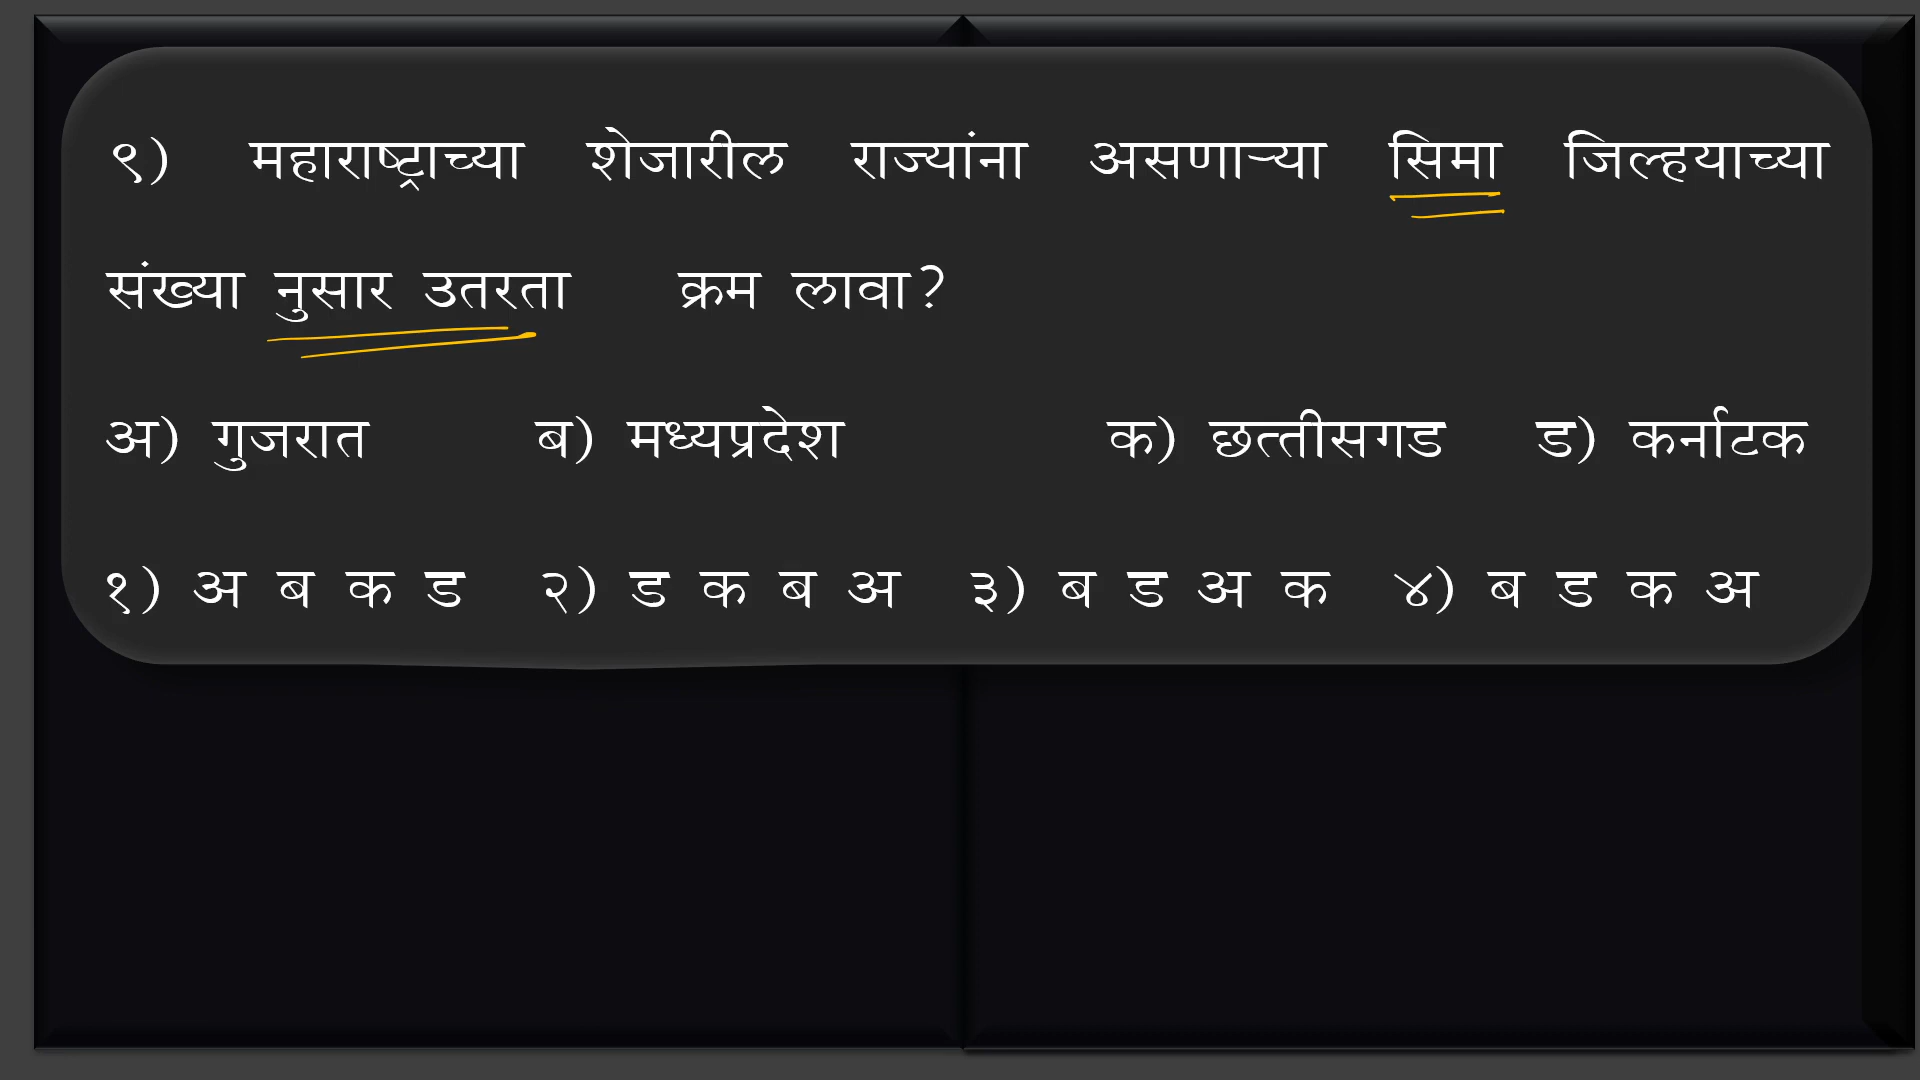 ९) महाराष्ट्राच्या शेजारील राज्यांना असणाऱ्या सिमा जिल्हयाच्या
संख्या नुसार उतरता क्रम लावा?
अ) गुजरात ब) मध्यप्रदेश क) छत्तीसगड ड) कर्नाटक
१) अ ब क ड २) ड क ब अ ३) ब ड अ क ४) ब ड क अ